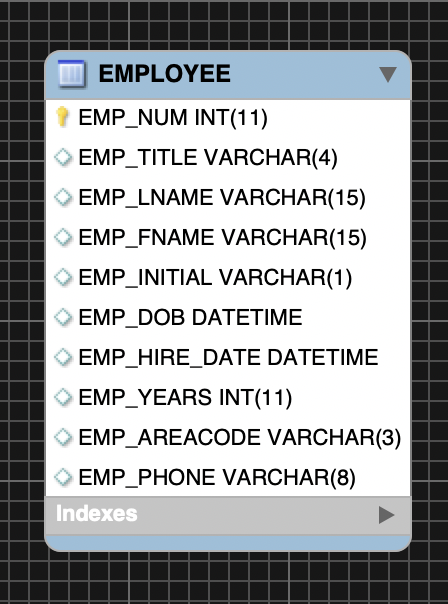 EMPLOYEE
EMP_NUM INT(11)
EMP_TITLE VARCHAR(4)
EMP_LNAME VARCHAR(15)
EMP_FNAME VARCHAR(15)
EMP_INITIAL VARCHAR(1)
EMP_DOB DATETIME
EMP_HIRE_DATE DATETIME
EMP_YEARS INT(11)
EMP_AREACODE VARCHAR(3)
EMP_PHONE VARCHAR(8)
Indexes